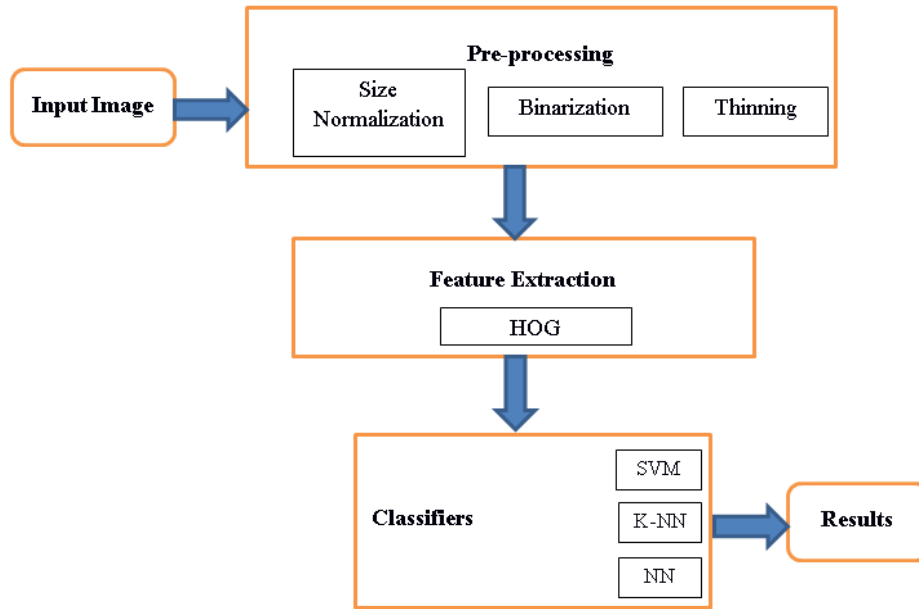 Pre-processing
Input Image
Size
Normalization
Binarization
Thinning
Feature Extraction
HOG
Classifiers
SVM
K-NN
NN
Results